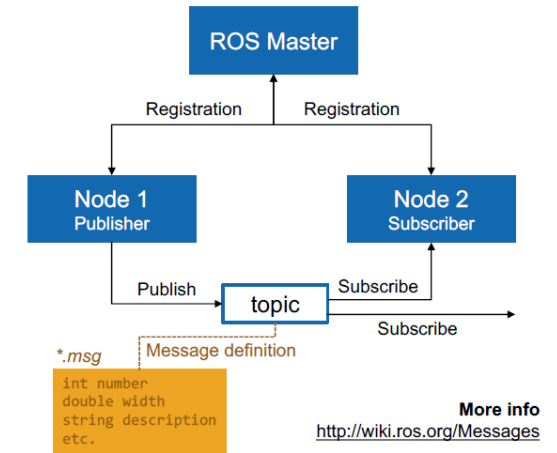 ROS Master
Registration
Registration
Node 1
Publisher
Node 2
Subscriber
Publish
topic
Subscribe
Subscribe
*.msg
Message definition
int number
double width
string description
etc.
More info
http://wiki.ros.org/Messages